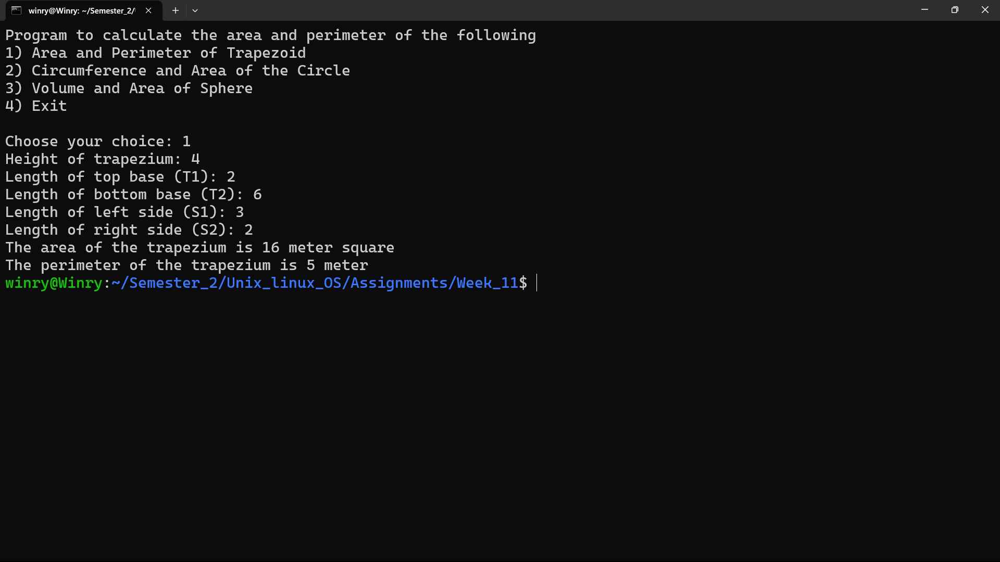 winry@Winry: ~/Semester_2/
Program to calculate the area and perimeter of the following
1) Area and Perimeter of Trapezoid
2) Circumference and Area of the Circle
3) Volume and Area of Sphere
4) Exit
Choose your choice: 1
Height of trapezium: 4
Length of top base (T1): 2
Length of bottom base (T2): 6
Length of left side (S1): 3
Length of right side (S2): 2
The area of the trapezium is 16 meter square
The perimeter of the trapezium is 5 meter
winry@Winry:~/Semester_2/Unix_linux_OS/Assignments/Week_11$